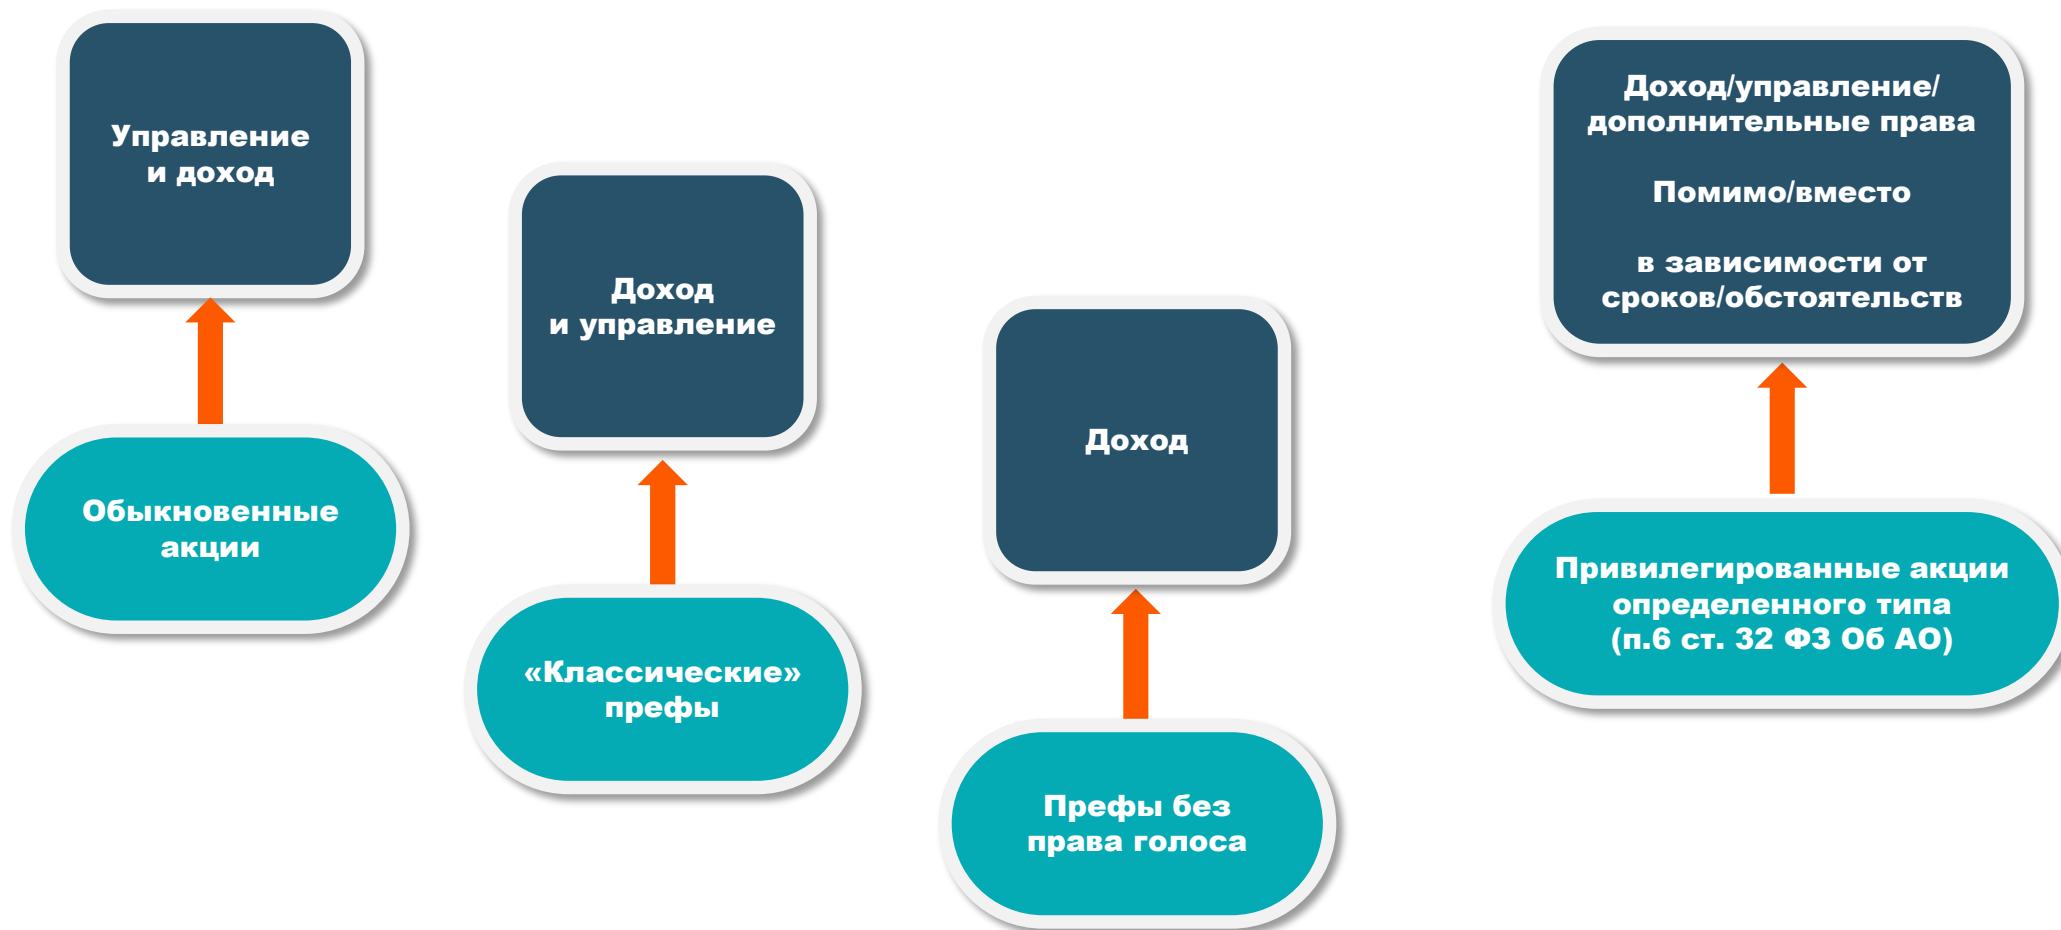 Управление
и доход
Обыкновенные
акции
Доход
и управление
«Классические»
префы
Доход
Префы без
права голоса
Доход/управление/
дополнительные права
Помимо/вместо
в зависимости от
сроков/обстоятельств
Привилегированные акции
определенного типа
(п.6 ст. 32 ФЗ Об АО)